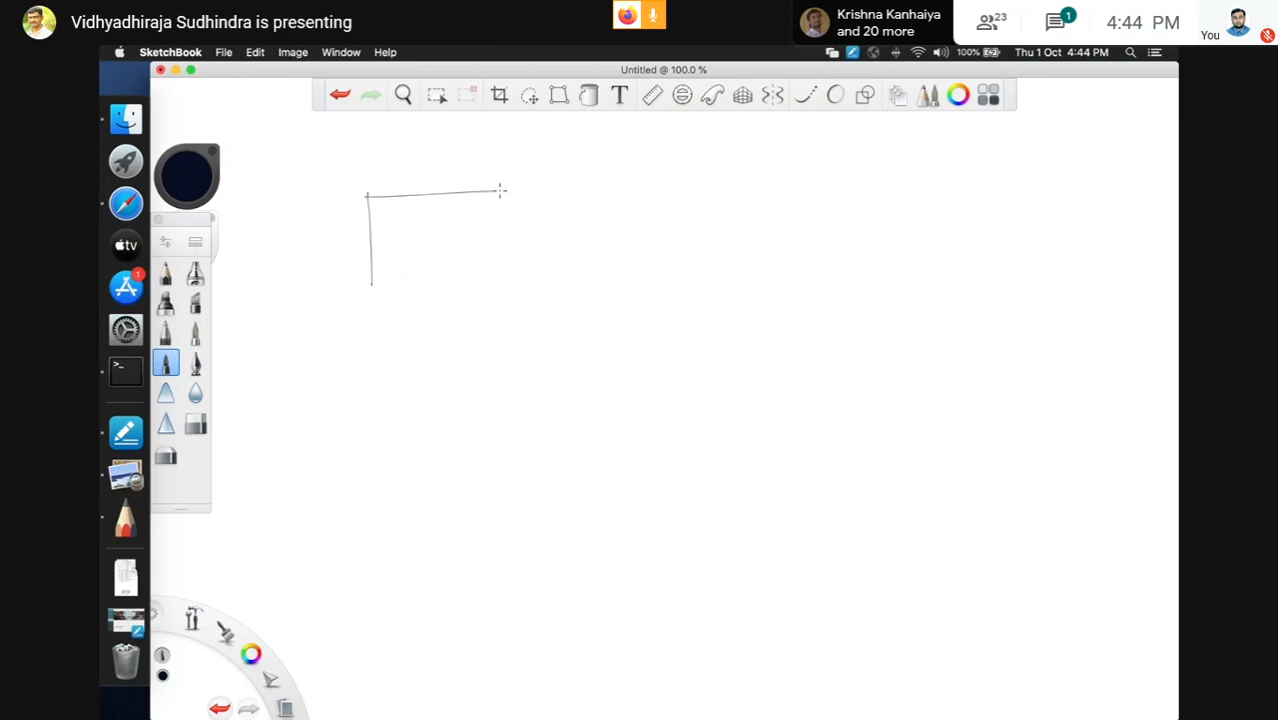 Vidhyadhiraja Sudhindra is presenting
Krishna Kanhaiya
and 20 more
23
1
4:44 PM
You
SketchBook File Edit Image Window Help
100% Thu 1 Oct 4:44 PM
Untitled @ 100.0 %
T
tv
1
>_